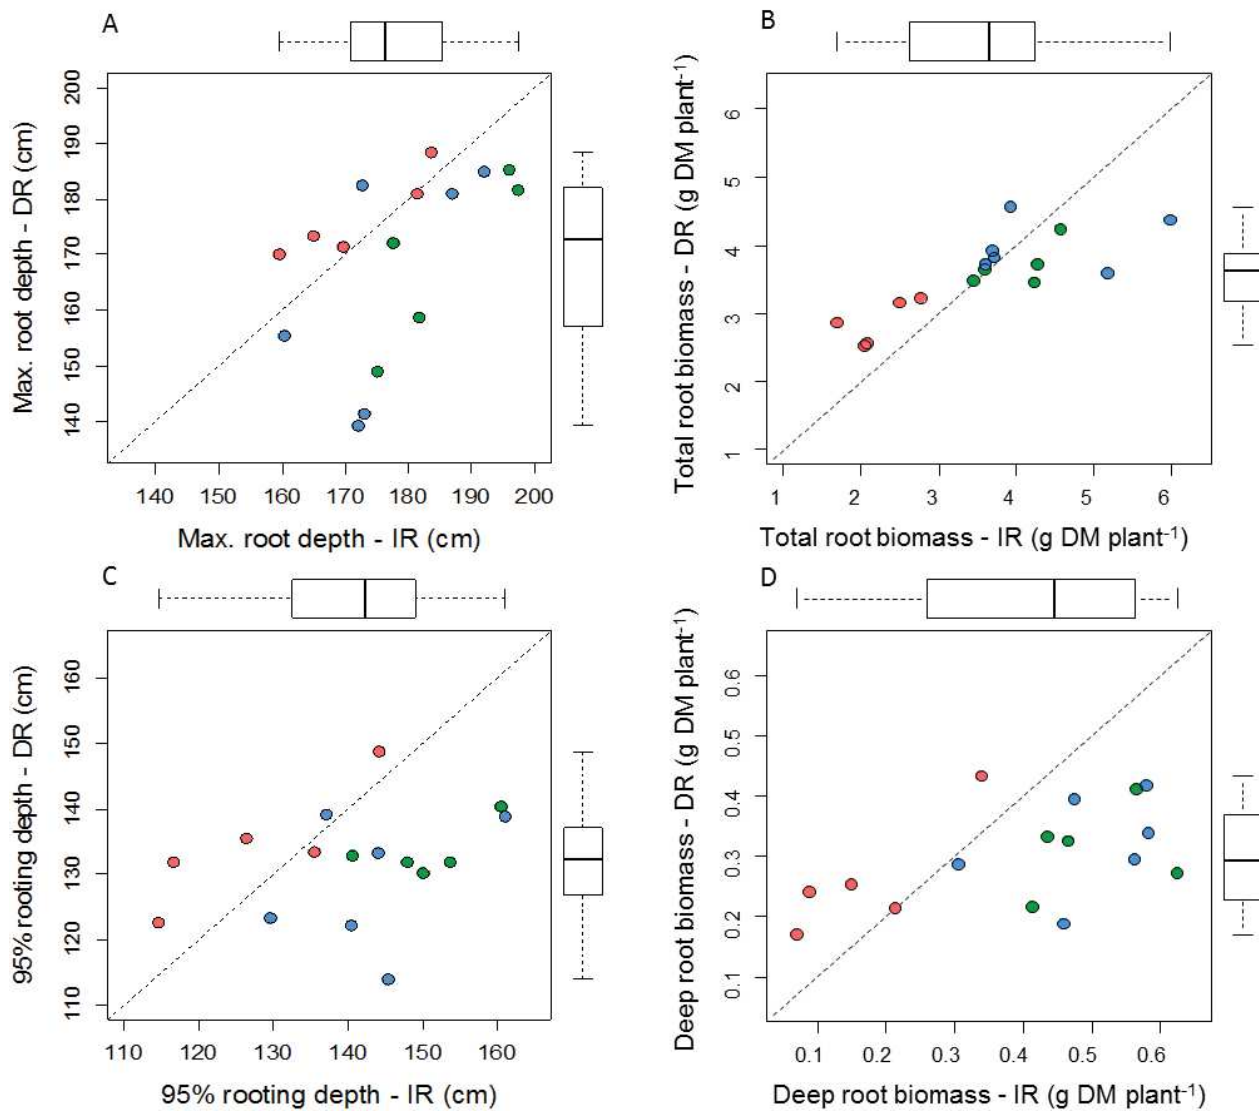 A
Max. root depth - DR (cm)
200
190
180
170
160
150
140
140 150 160 170 180 190 200
Max. root depth - IR (cm)
B
Total root biomass - DR (g DM plant⁻¹)
6
5
4
3
2
1
1 2 3 4 5 6
Total root biomass - IR (g DM plant⁻¹)
C
95% rooting depth - DR (cm)
160
150
140
130
120
110
110 120 130 140 150 160
95% rooting depth - IR (cm)
D
Deep root biomass - DR (g DM plant⁻¹)
0.6
0.5
0.4
0.3
0.2
0.1
0.1 0.2 0.3 0.4 0.5 0.6
Deep root biomass - IR (g DM plant⁻¹)